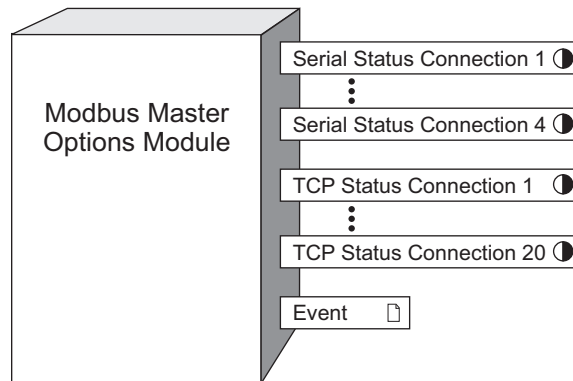 Modbus Master
Options Module
Serial Status Connection 1
Serial Status Connection 4
TCP Status Connection 1
TCP Status Connection 20
Event